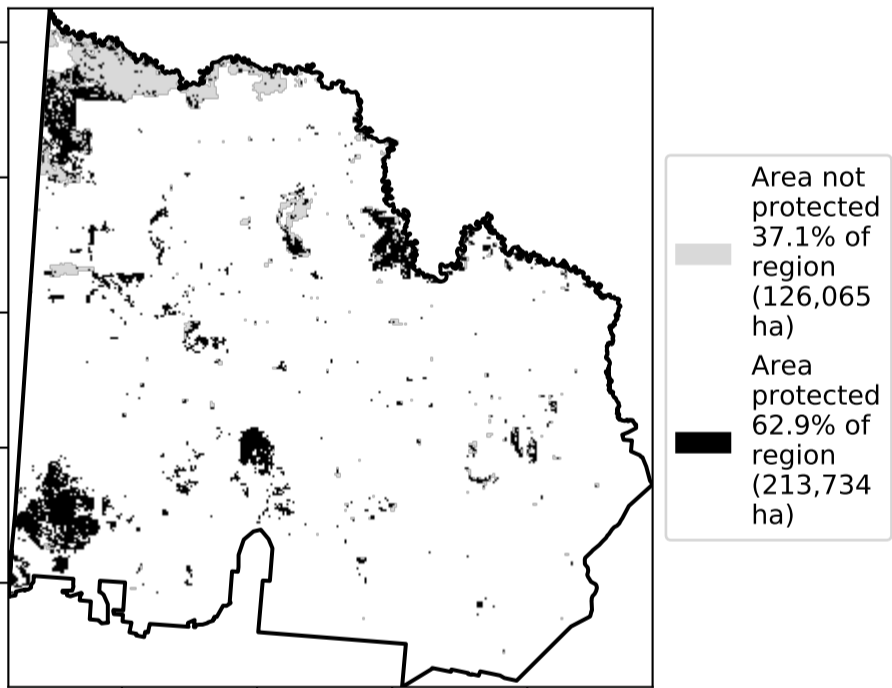 Area not
protected
37.1% of
region
(126,065
ha)
Area
protected
62.9% of
region
(213,734
ha)